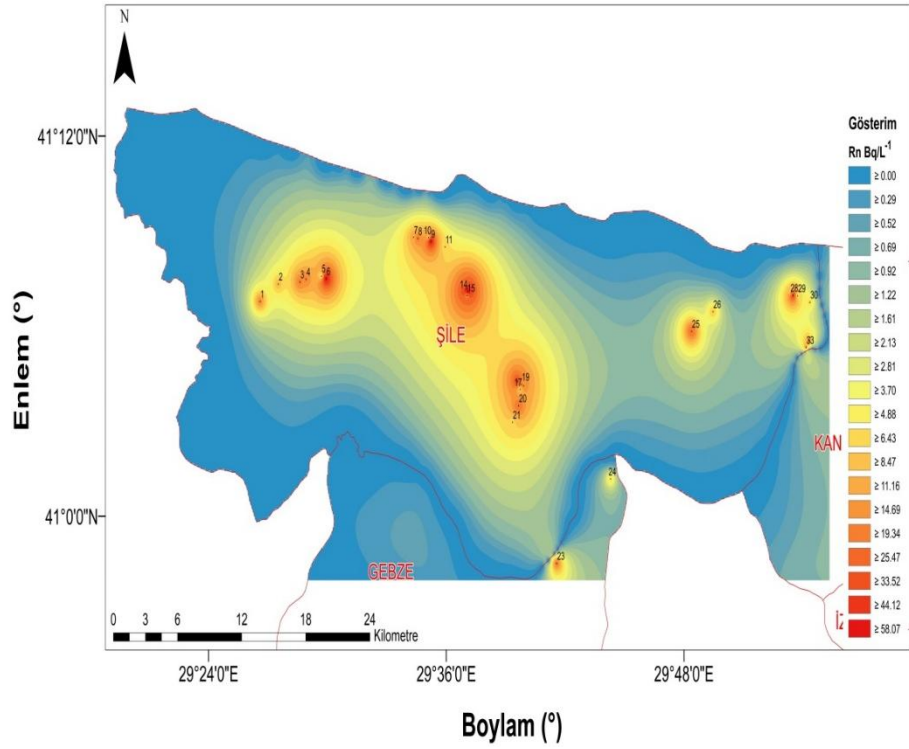 N
41°12'0"N
41°0'0"N
Enlem (°)
1
2
3 4
5
6
7 8
10
9
11
14
15
ŞİLE
17 19
20
21
23
24
25
26
28 29
30
33
GEBZE
KAN
İZ
0 3 6 12 18 24
Kilometre
29°24'0"E
29°36'0"E
29°48'0"E
Boylam (°)
Gösterim
Rn Bq/L⁻¹
≥ 0.00
≥ 0.29
≥ 0.52
≥ 0.69
≥ 0.92
≥ 1.22
≥ 1.61
≥ 2.13
≥ 2.81
≥ 3.70
≥ 4.88
≥ 6.43
≥ 8.47
≥ 11.16
≥ 14.69
≥ 19.34
≥ 25.47
≥ 33.52
≥ 44.12
≥ 58.07